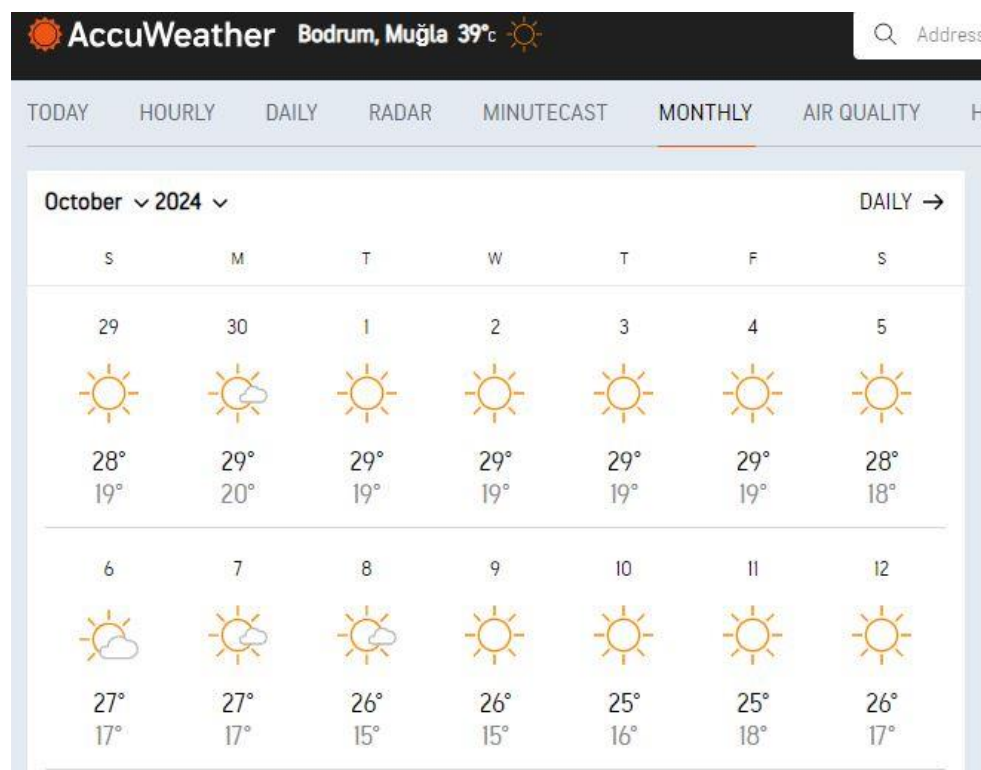 AccuWeather Bodrum, Muğla 39°C Address
TODAY HOURLY DAILY RADAR MINUTECAST MONTHLY AIR QUALITY H
October 2024 DAILY →
S M T W T F S
29 30 1 2 3 4 5
28° 29° 29° 29° 29° 29° 28°
19° 20° 19° 19° 19° 19° 18°
6 7 8 9 10 11 12
27° 27° 26° 26° 25° 25° 26°
17° 17° 15° 15° 16° 18° 17°